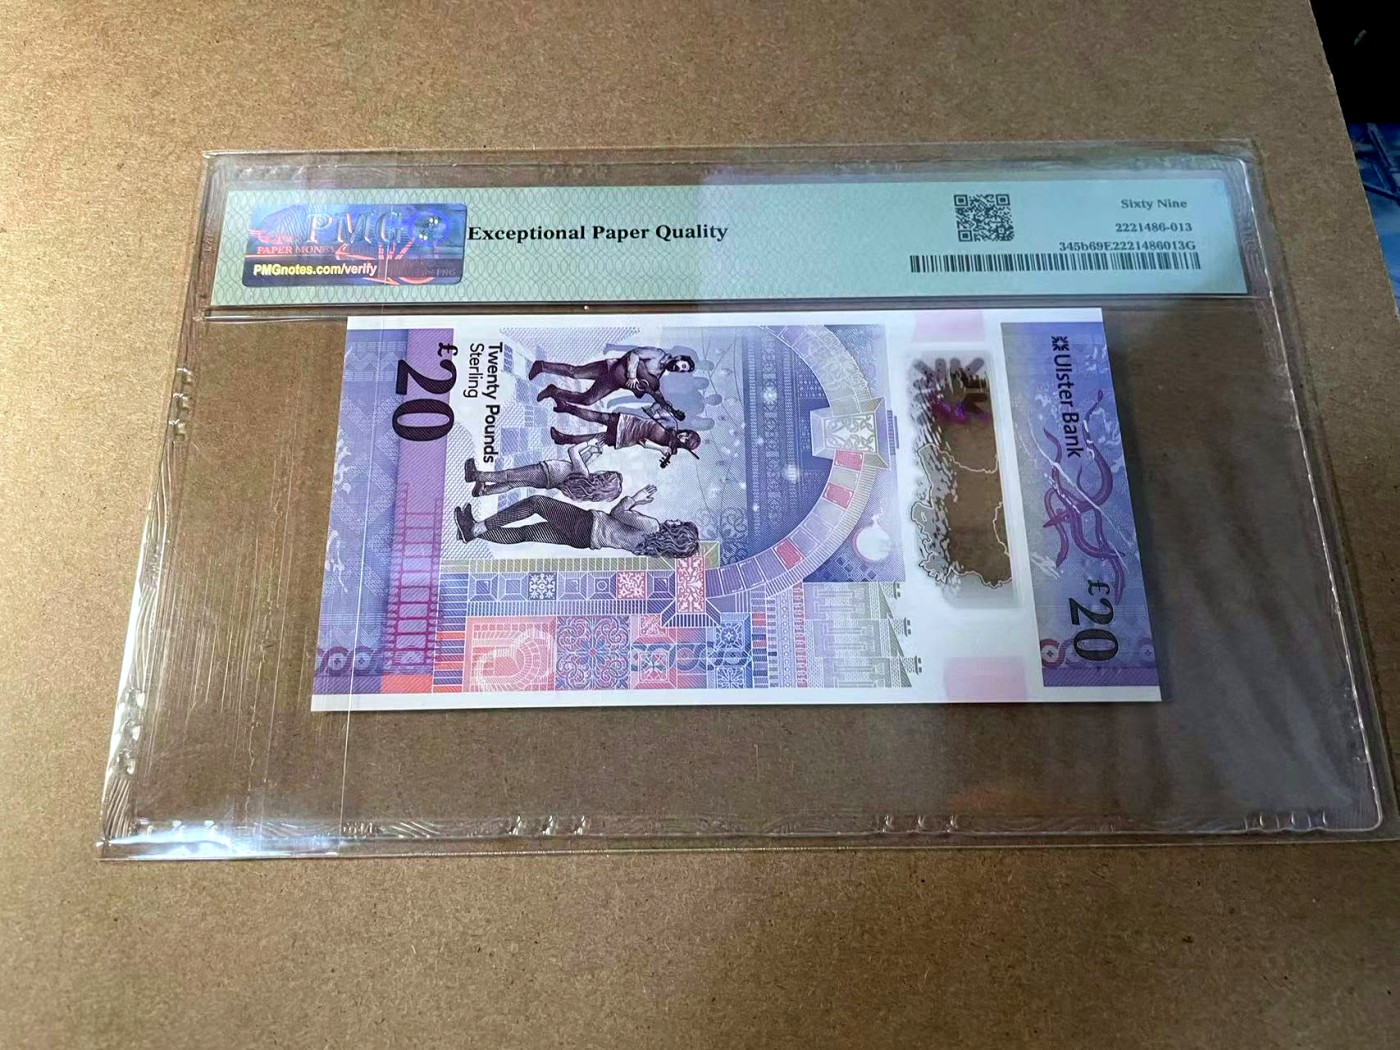 PMG
PAPER MONEY
PMGnotes.com/verify
PMG
Exceptional Paper Quality
Sixty Nine
2221486-013
345b69E2221486013G
£20
Twenty Pounds
Sterling
Ulster Bank
£20